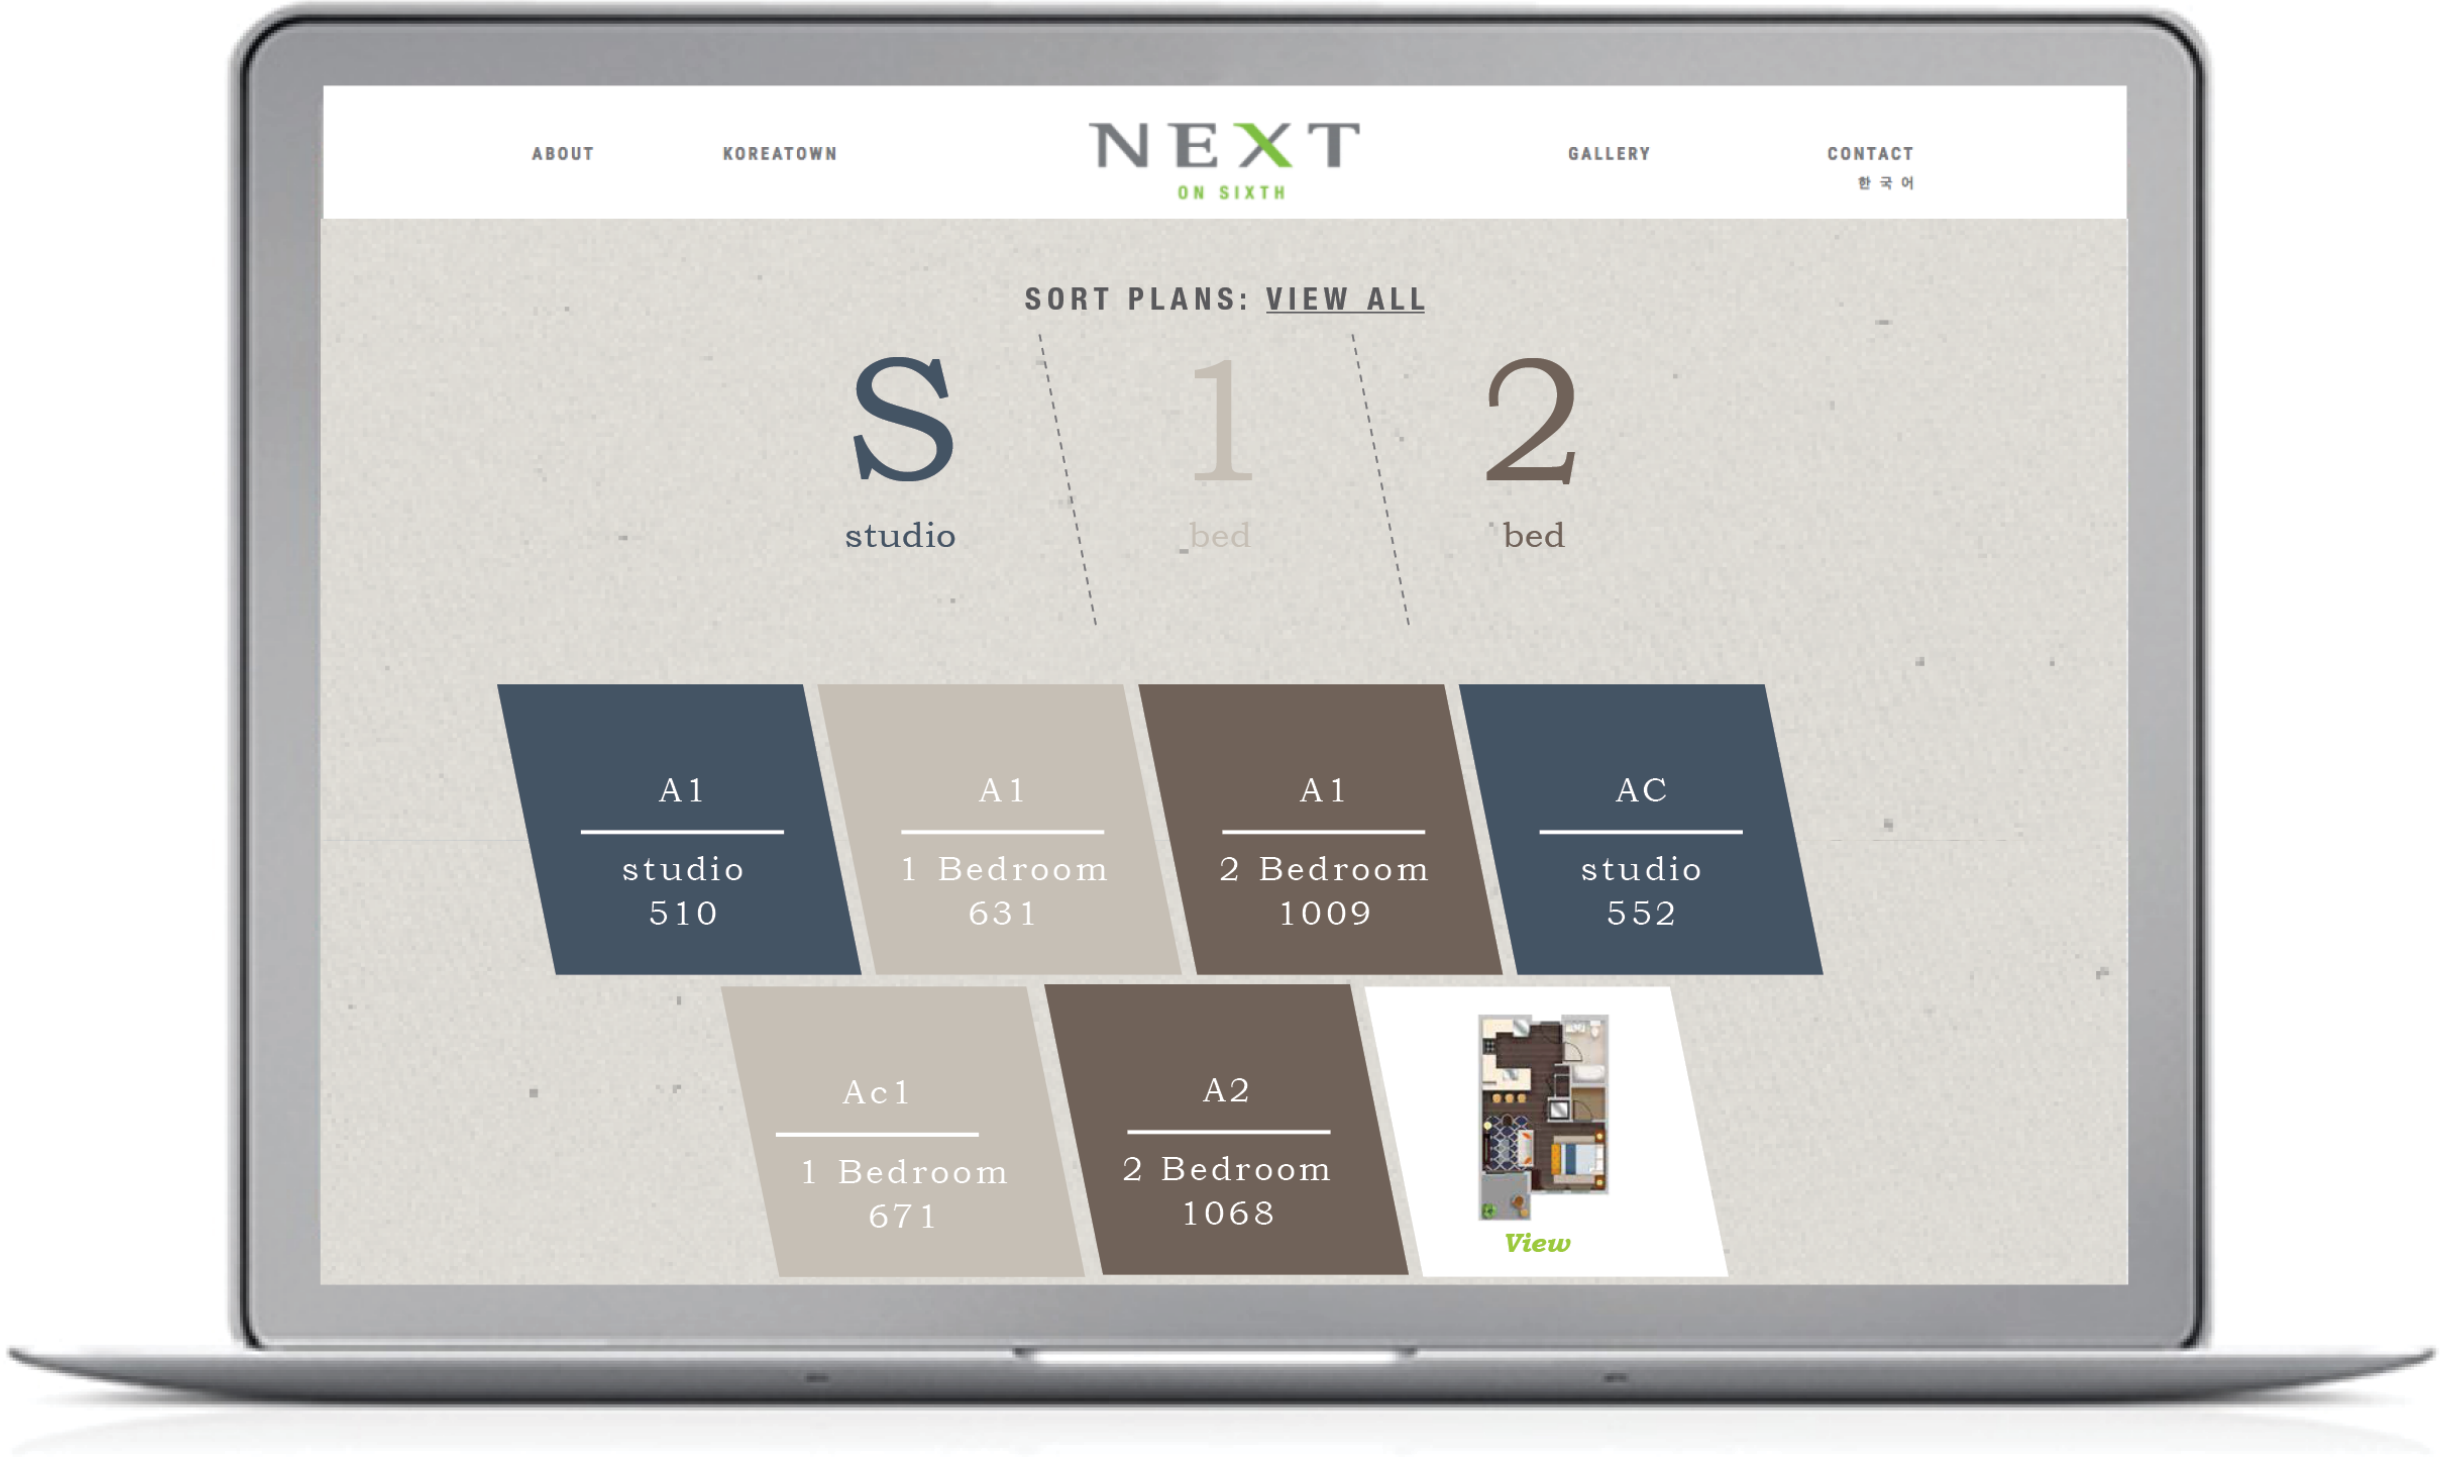 ABOUT
KOREATOWN
NEXT
ON SIXTH
GALLERY
CONTACT
한국어
SORT PLANS: VIEW ALL
S
studio
1
bed
2
bed
A1
studio
510
A1
1 Bedroom
631
A1
2 Bedroom
1009
AC
studio
552
Ac1
1 Bedroom
671
A2
2 Bedroom
1068
View